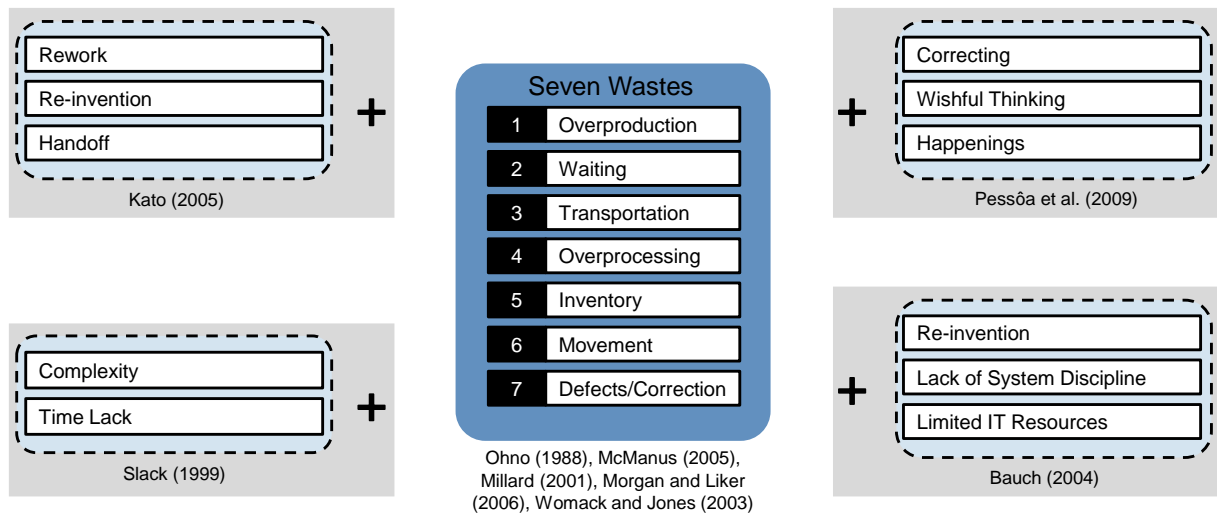 Rework
Re-invention
Handoff
+
Kato (2005)
Complexity
Time Lack
+
Slack (1999)
Seven Wastes
1 Overproduction
2 Waiting
3 Transportation
4 Overprocessing
5 Inventory
6 Movement
7 Defects/Correction
Ohno (1988), McManus (2005),
Millard (2001), Morgan and Liker
(2006), Womack and Jones (2003)
+
Correcting
Wishful Thinking
Happenings
Pessôa et al. (2009)
+
Re-invention
Lack of System Discipline
Limited IT Resources
Bauch (2004)